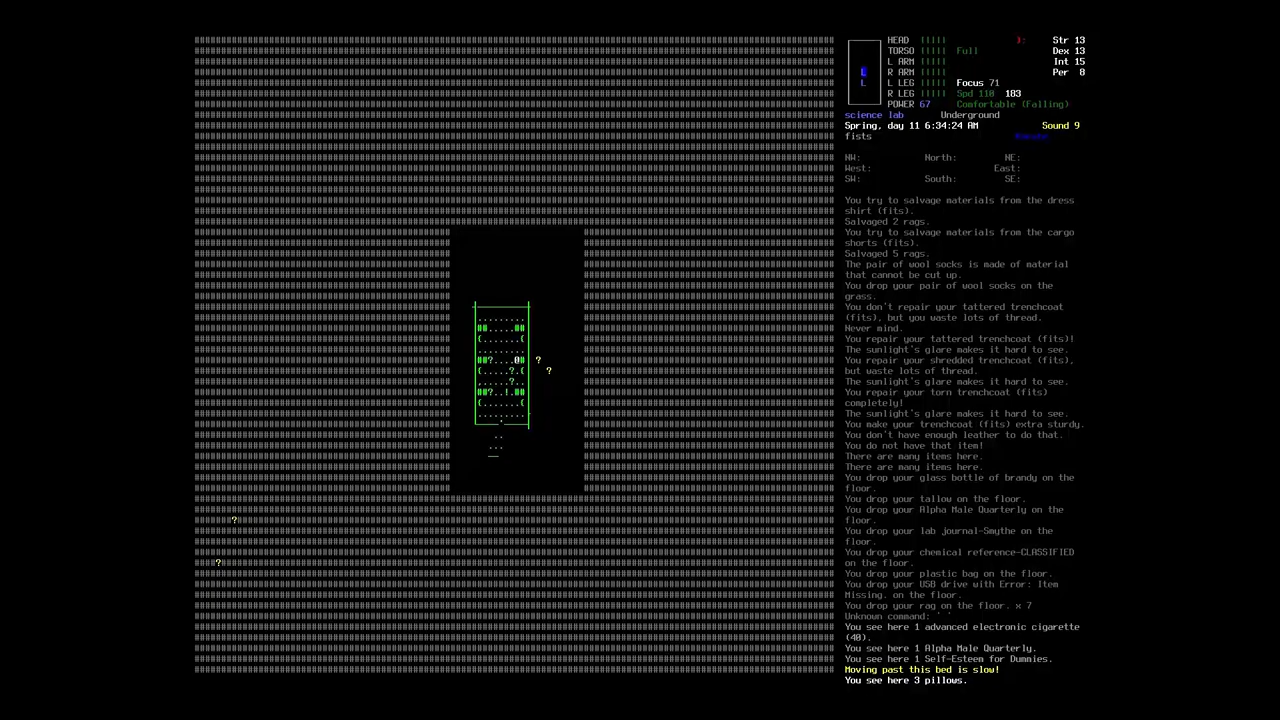 HEAD ||||| ): Str 13
TORSO ||||| Full Dex 13
L ARM ||||| Int 15
R ARM ||||| Per 8
L LEG ||||| Focus 71
R LEG ||||| Spd 110 183
POWER 67 Comfortable (Falling)
science lab Underground
Spring, day 11 6:34:24 AM Sound 9
fists
NW: North: NE:
West: East:
SW: South: SE:
You try to salvage materials from the dress
shirt (fits).
Salvaged 2 rags.
You try to salvage materials from the cargo
shorts (fits).
Salvaged 5 rags.
The pair of wool socks is made of material
that cannot be cut up.
You drop your pair of wool socks on the
grass.
You don't repair your tattered trenchcoat
(fits), but you waste lots of thread.
Never mind.
You repair your tattered trenchcoat (fits)!
The sunlight's glare makes it hard to see.
You repair your shredded trenchcoat (fits),
but waste lots of thread.
The sunlight's glare makes it hard to see.
You repair your torn trenchcoat (fits)
completely!
The sunlight's glare makes it hard to see.
You make your trenchcoat (fits) extra sturdy.
You don't have enough leather to do that.
You do not have that item!
There are many items here.
There are many items here.
You drop your glass bottle of brandy on the
floor.
You drop your tallow on the floor.
You drop your Alpha Male Quarterly on the
floor.
You drop your lab journal-Smythe on the
floor.
You drop your chemical reference-CLASSIFIED
on the floor.
You drop your plastic bag on the floor.
You drop your USB drive with Error: Item
Missing. on the floor.
You drop your rag on the floor. x 7
Unknown command: ' '
You see here 1 advanced electronic cigarette
(40).
You see here 1 Alpha Male Quarterly.
You see here 1 Self-Esteem for Dummies.
Moving past this bed is slow!
You see here 3 pillows.